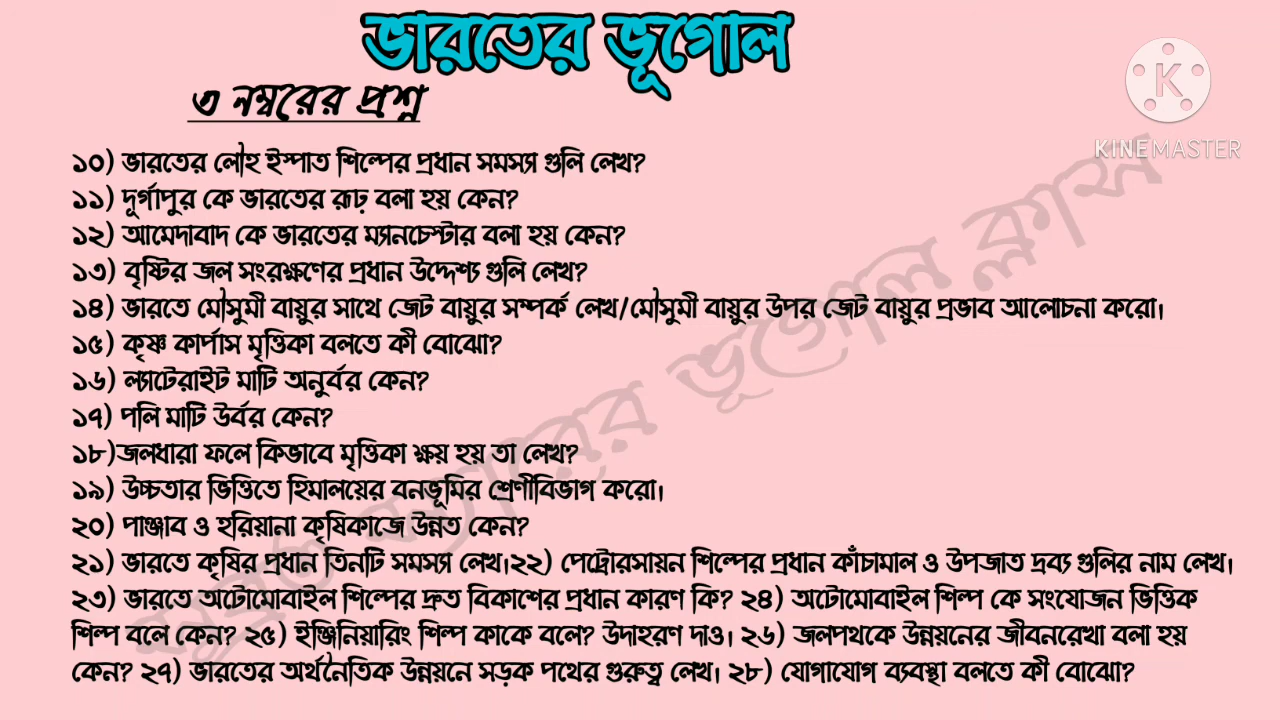 ভারতের ভূগোল
৩ নম্বরের প্রশ্ন
K
KINEMASTER
১০) ভারতের লৌহ ইস্পাত শিল্পের প্রধান সমস্যা গুলি লেখ?
১১) দূর্গাপুর কে ভারতের রূঢ় বলা হয় কেন?
১২) আমেদাবাদ কে ভারতের ম্যানচেস্টার বলা হয় কেন?
১৩) বৃষ্টির জল সংরক্ষণের প্রধান উদ্দেশ্য গুলি লেখ?
১৪) ভারতে মৌসুমী বায়ুর সাথে জেট বায়ুর সম্পর্ক লেখ/মৌসুমী বায়ুর উপর জেট বায়ুর প্রভাব আলোচনা করো।
১৫) কৃষ্ণ কার্পাস মৃত্তিকা বলতে কী বোঝো?
১৬) ল্যাটেরাইট মাটি অনুর্বর কেন?
১৭) পলি মাটি উর্বর কেন?
১৮)জলধারা ফলে কিভাবে মৃত্তিকা ক্ষয় হয় তা লেখ?
১৯) উচ্চতার ভিত্তিতে হিমালয়ের বনভূমির শ্রেণীবিভাগ করো।
২০) পাঞ্জাব ও হরিয়ানা কৃষিকাজে উন্নত কেন?
২১) ভারতে কৃষির প্রধান তিনটি সমস্যা লেখ।২২) পেট্রোরসায়ন শিল্পের প্রধান কাঁচামাল ও উপজাত দ্রব্য গুলির নাম লেখ।
২৩) ভারতে অটোমোবাইল শিল্পের দ্রুত বিকাশের প্রধান কারণ কি? ২৪) অটোমোবাইল শিল্প কে সংযোজন ভিত্তিক
শিল্প বলে কেন? ২৫) ইঞ্জিনিয়ারিং শিল্প কাকে বলে? উদাহরণ দাও। ২৬) জলপথকে উন্নয়নের জীবনরেখা বলা হয়
কেন? ২৭) ভারতের অর্থনৈতিক উন্নয়নে সড়ক পথের গুরুত্ব লেখ। ২৮) যোগাযোগ ব্যবস্থা বলতে কী বোঝো?
স্যারের ভূগোল ক্লাস